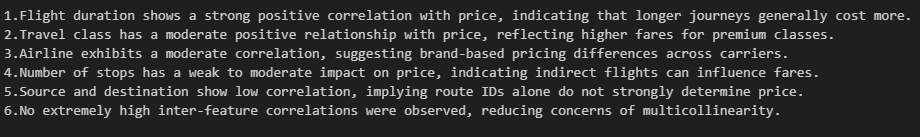 1.Flight duration shows a strong positive correlation with price, indicating that longer journeys generally cost more.
2.Travel class has a moderate positive relationship with price, reflecting higher fares for premium classes.
3.Airline exhibits a moderate correlation, suggesting brand-based pricing differences across carriers.
4.Number of stops has a weak to moderate impact on price, indicating indirect flights can influence fares.
5.Source and destination show low correlation, implying route IDs alone do not strongly determine price.
6.No extremely high inter-feature correlations were observed, reducing concerns of multicollinearity.